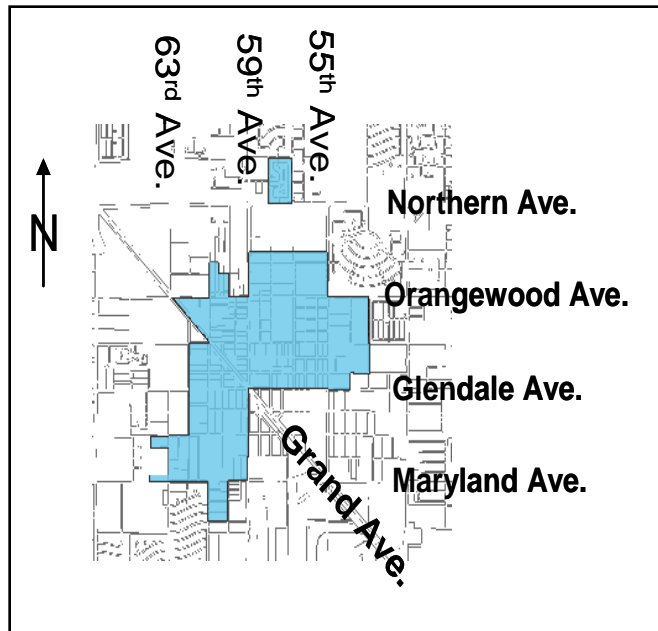 63rd Ave.
59th Ave.
55th Ave.
N
Northern Ave.
Orangewood Ave.
Glendale Ave.
Maryland Ave.
Grand Ave.